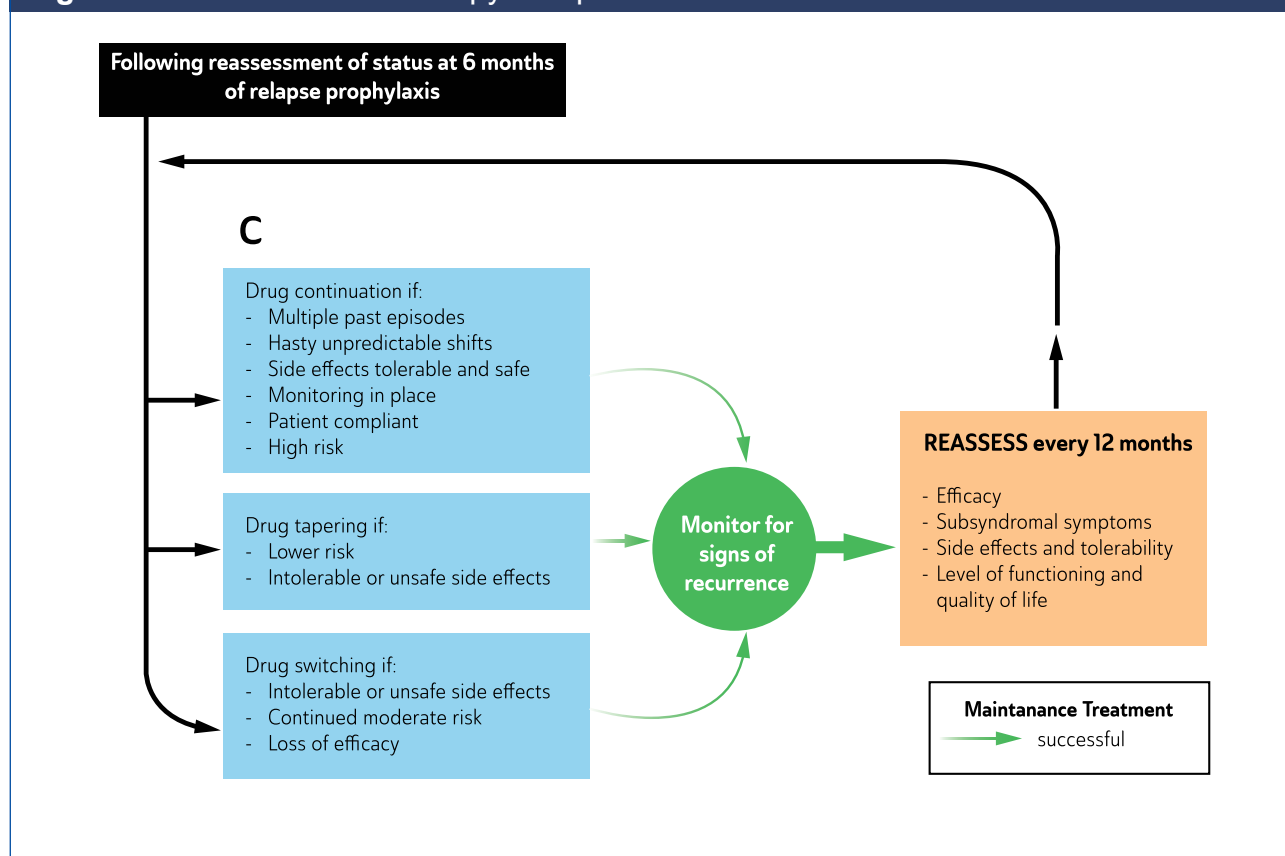 Following reassessment of status at 6 months
of relapse prophylaxis
C
Drug continuation if:
- Multiple past episodes
- Hasty unpredictable shifts
- Side effects tolerable and safe
- Monitoring in place
- Patient compliant
- High risk
Drug tapering if:
- Lower risk
- Intolerable or unsafe side effects
Drug switching if:
- Intolerable or unsafe side effects
- Continued moderate risk
- Loss of efficacy
Monitor for
signs of
recurrence
REASSESS every 12 months
- Efficacy
- Subsyndromal symptoms
- Side effects and tolerability
- Level of functioning and
quality of life
Maintanance Treatment
successful